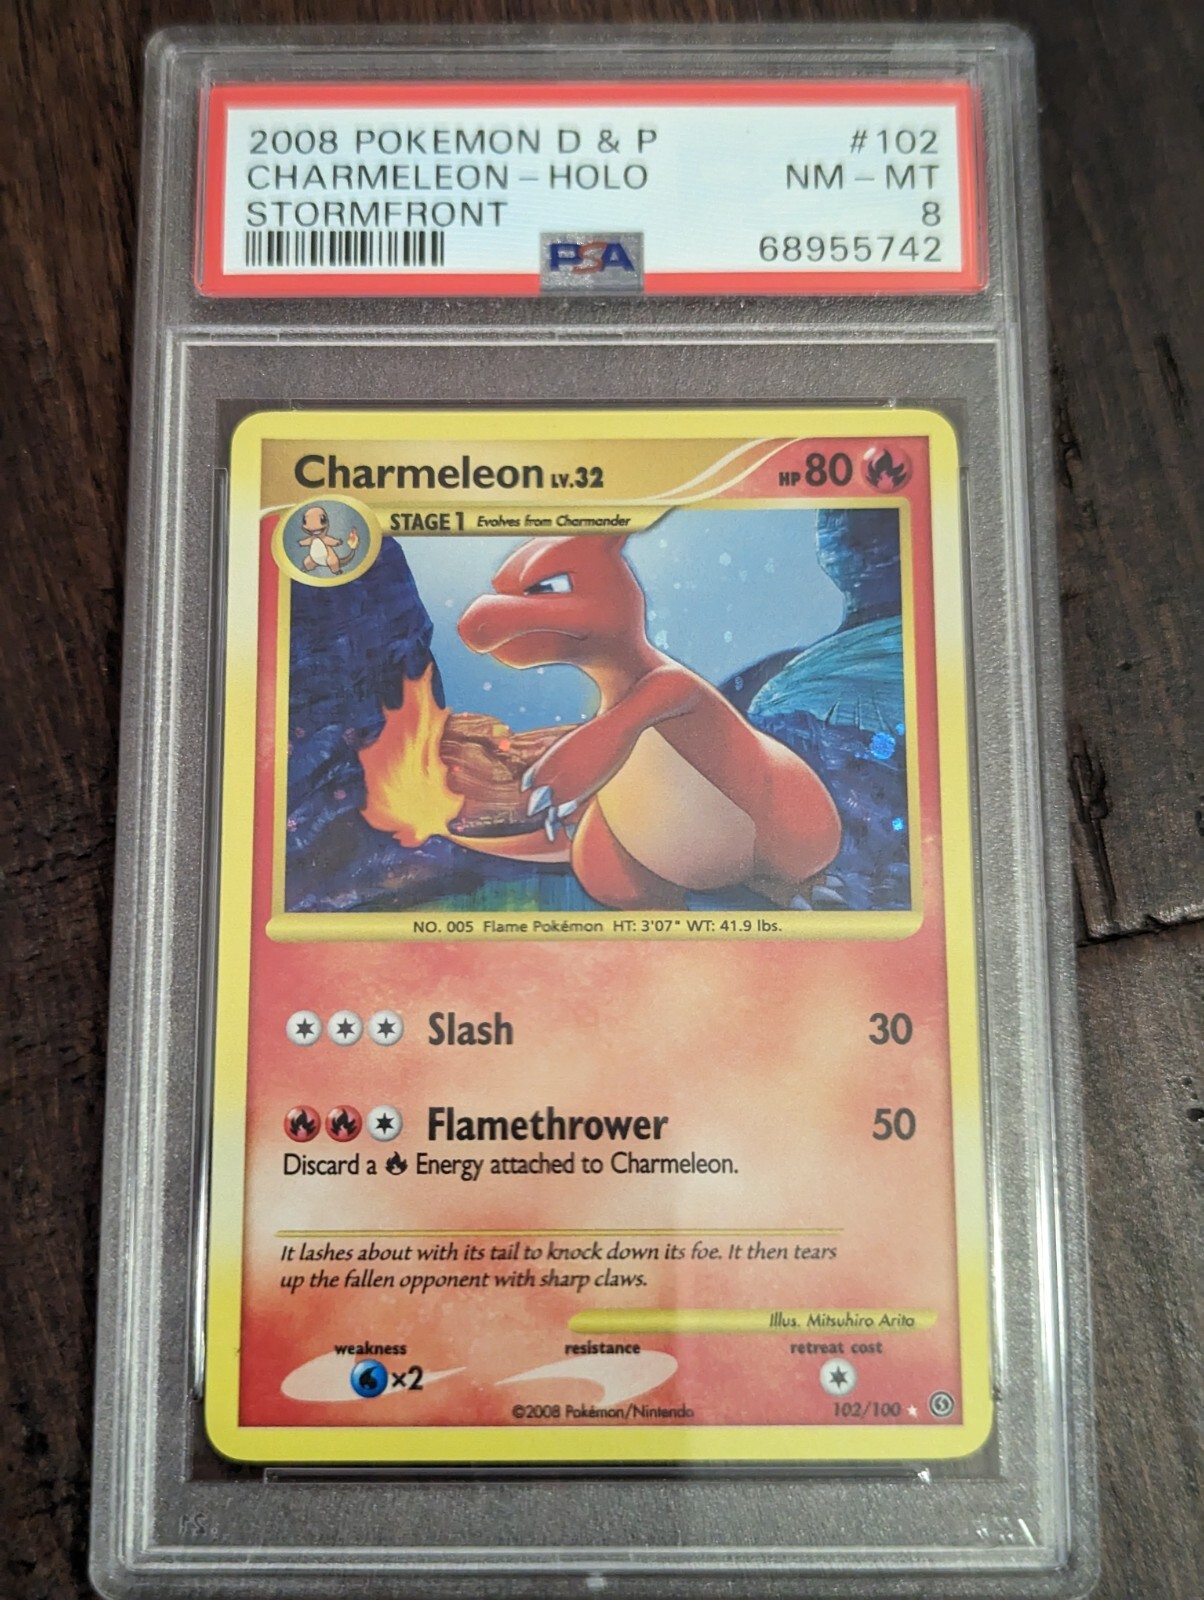 2008 POKEMON D & P #102
CHARMELEON - HOLO NM - MT
STORMFRONT 8
PSA 68955742
Charmeleon LV.32 HP 80
STAGE 1 Evolves from Charmander
NO. 005 Flame Pokémon HT: 3'07" WT: 41.9 lbs.
Slash 30
Flamethrower 50
Discard a Energy attached to Charmeleon.
It lashes about with its tail to knock down its foe. It then tears
up the fallen opponent with sharp claws.
Illus. Mitsuhiro Arita
weakness resistance retreat cost
×2
©2008 Pokémon/Nintendo 102/100